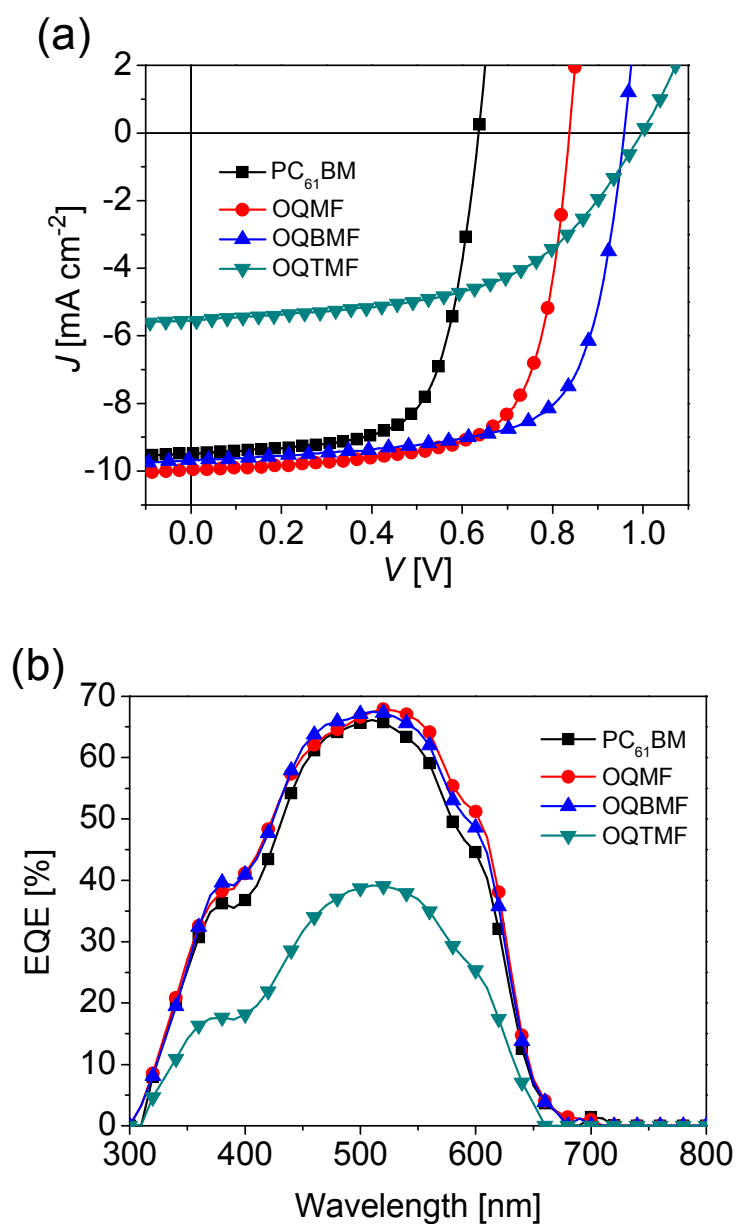 (a)
2
0
-2
-4
-6
-8
-10
J [mA cm⁻²]
PC₆₁BM
OQMF
OQBMF
OQTMF
0.0 0.2 0.4 0.6 0.8 1.0
V [V]
(b)
70
60
50
40
30
20
10
0
EQE [%]
PC₆₁BM
OQMF
OQBMF
OQTMF
300 400 500 600 700 800
Wavelength [nm]